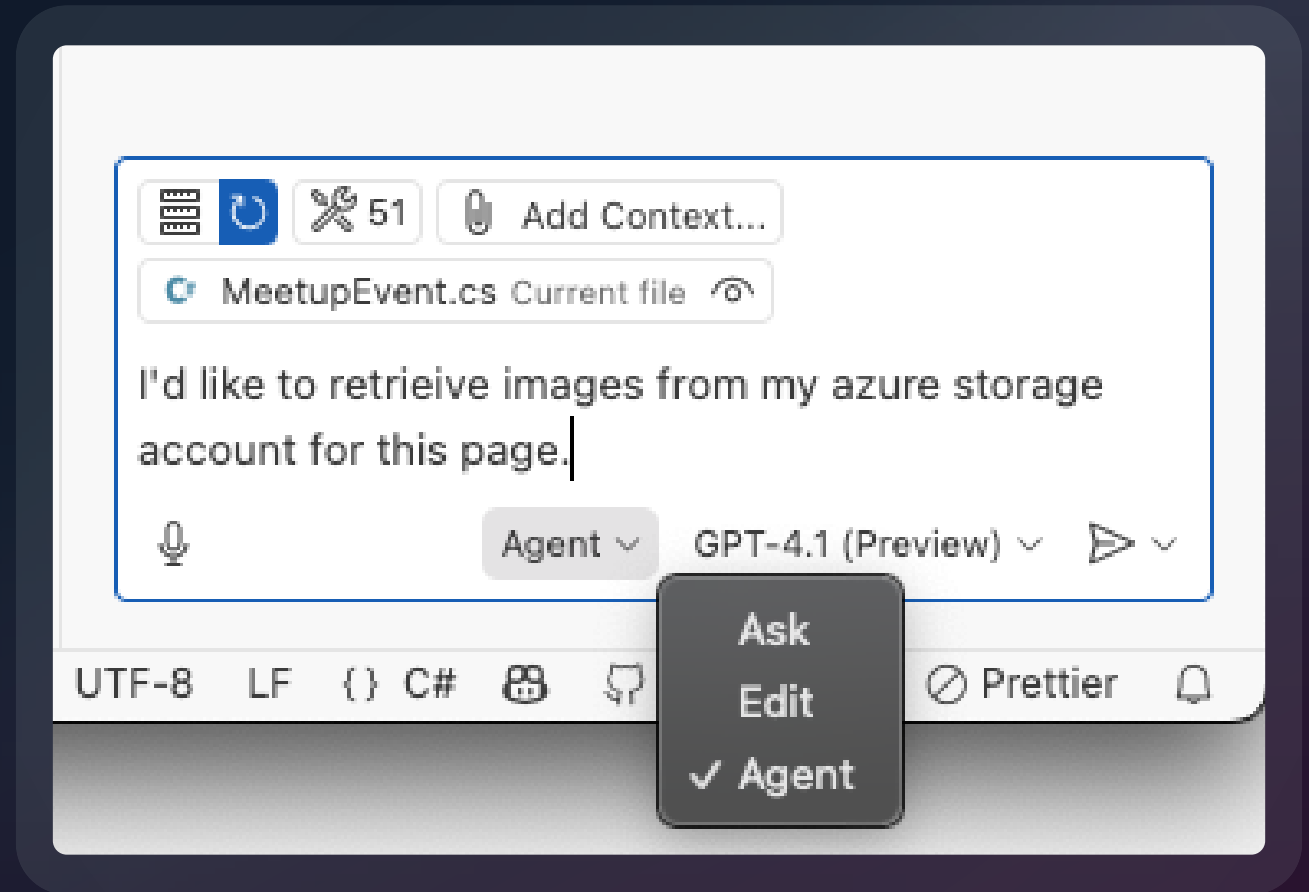 51 Add Context...
MeetupEvent.cs Current file
I'd like to retrieive images from my azure storage
account for this page.
Agent GPT-4.1 (Preview)
Ask
Edit
✓ Agent
UTF-8 LF {} C# Prettier